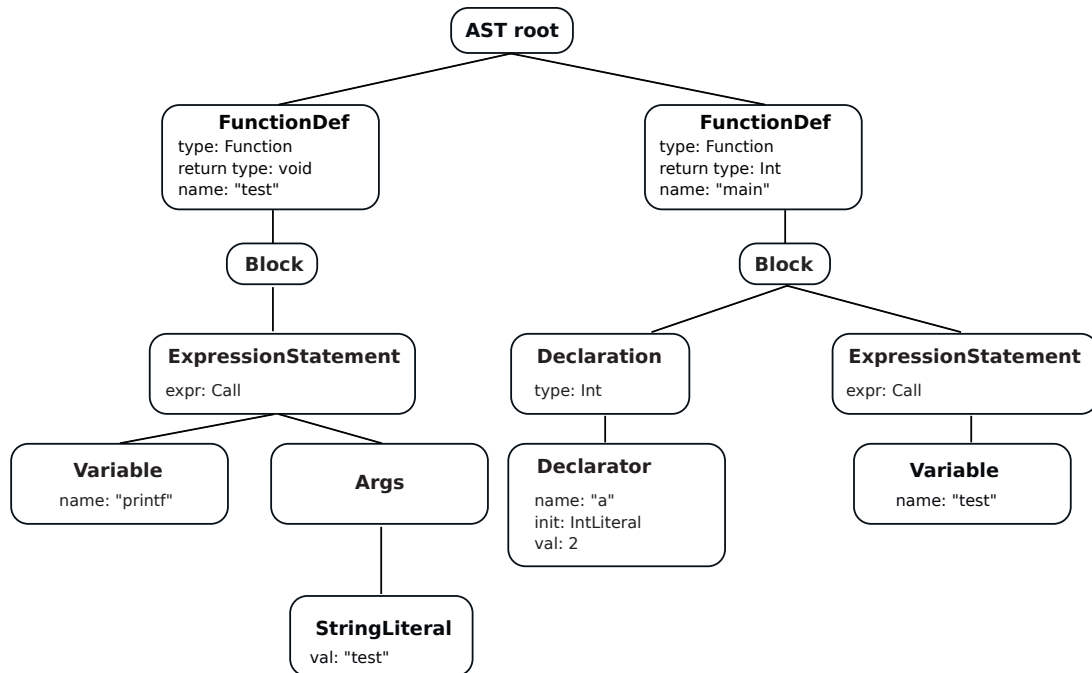 AST root
FunctionDef
type: Function
return type: void
name: "test"
FunctionDef
type: Function
return type: Int
name: "main"
Block
Block
ExpressionStatement
expr: Call
Declaration
type: Int
ExpressionStatement
expr: Call
Variable
name: "printf"
Args
Declarator
name: "a"
init: IntLiteral
val: 2
Variable
name: "test"
StringLiteral
val: "test"